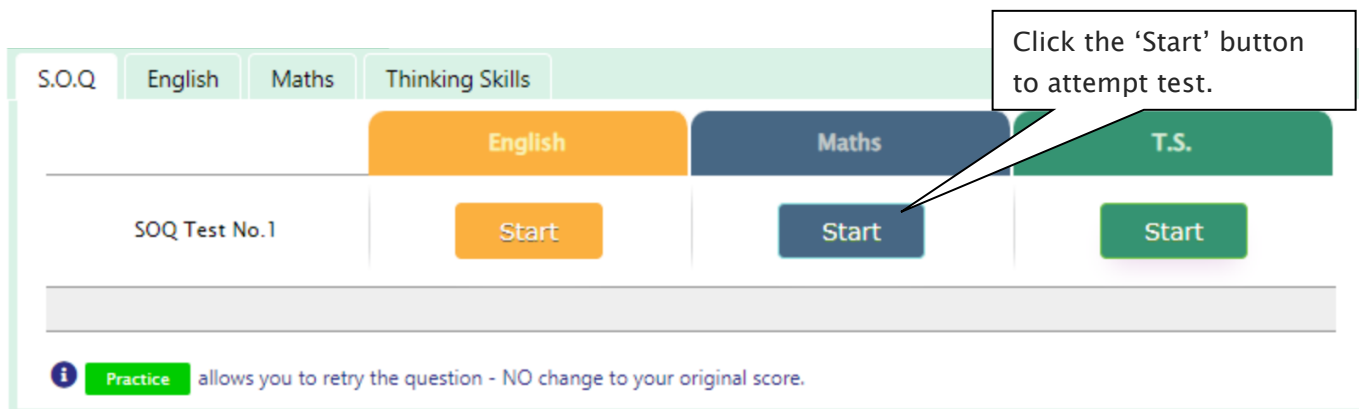 Click the ‘Start’ button
to attempt test.
S.O.Q English Maths Thinking Skills
English Maths T.S.
SOQ Test No.1 Start Start Start
Practice allows you to retry the question - NO change to your original score.